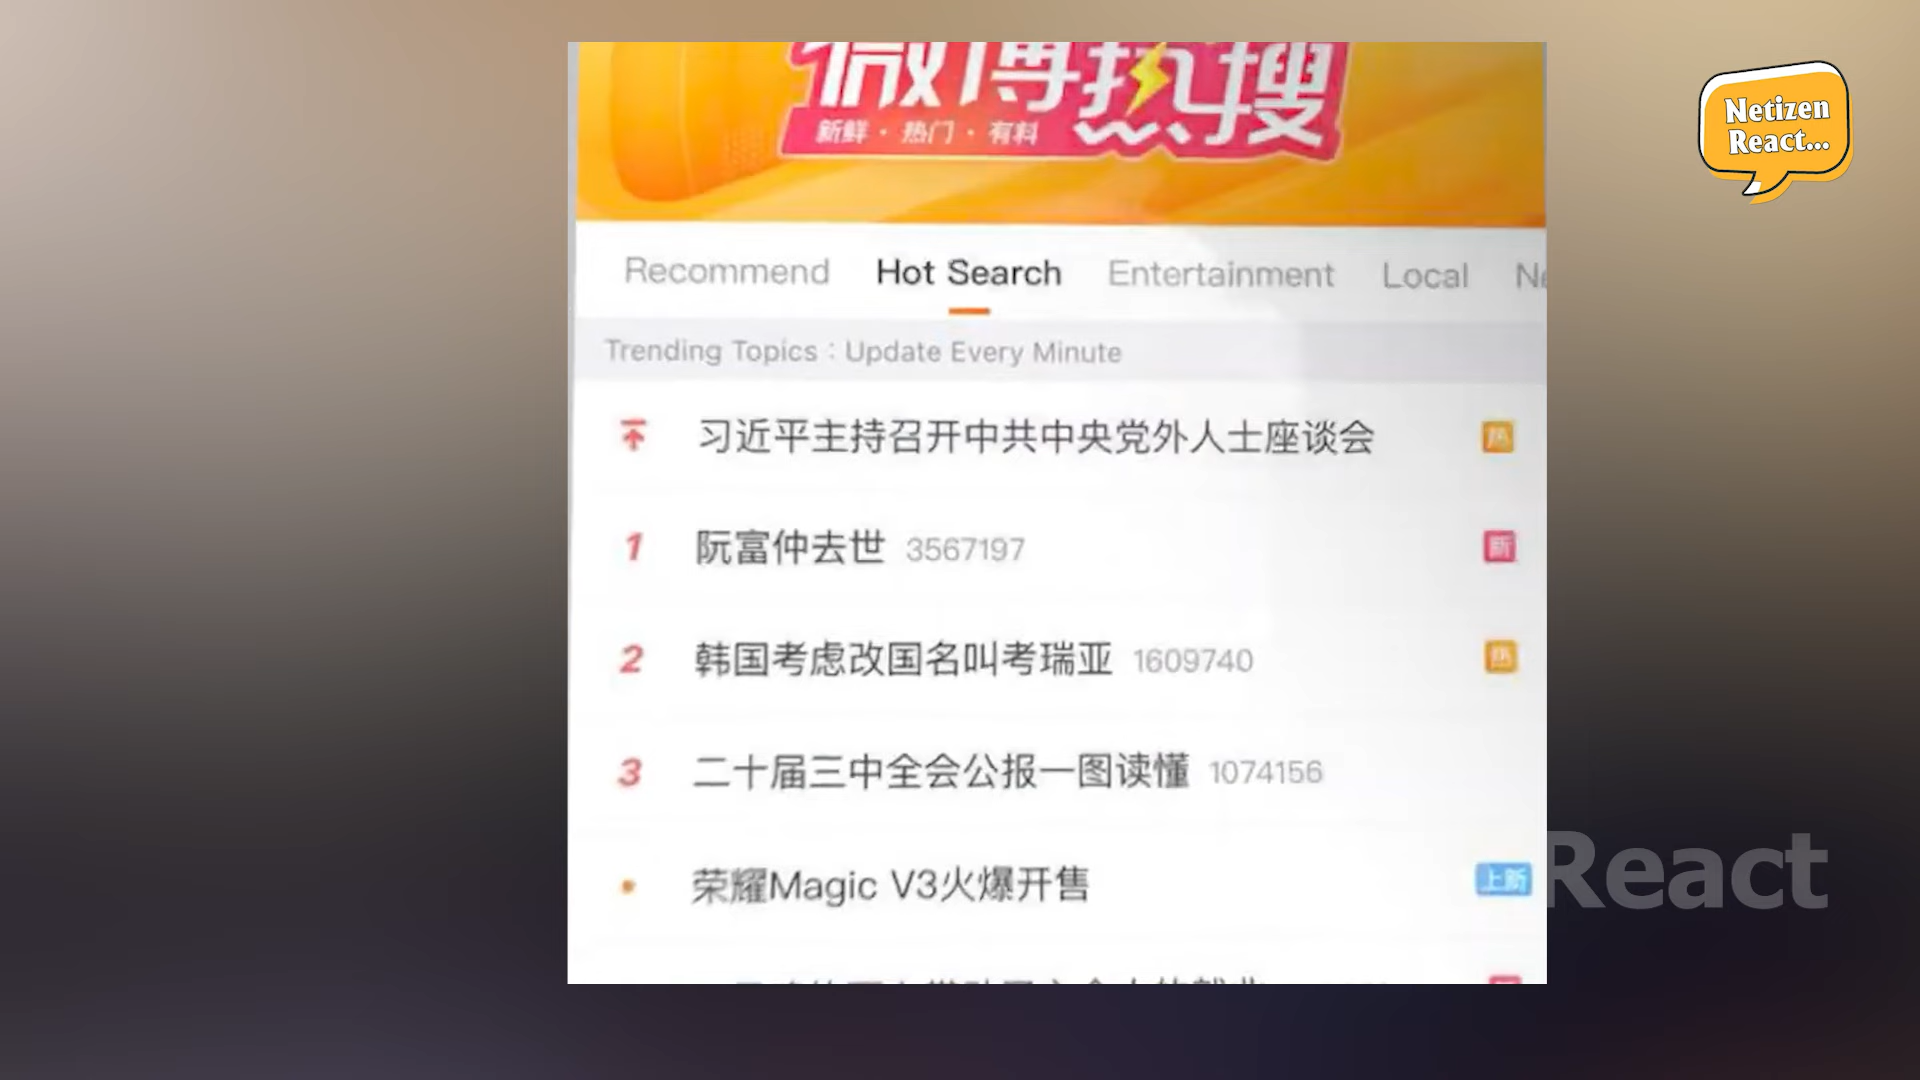 微博热搜
新鲜·热门·有料
Netizen
React...
Recommend Hot Search Entertainment Local
Trending Topics : Update Every Minute
习近平主持召开中共中央党外人士座谈会 热
1 阮富仲去世 3567197 新
2 韩国考虑改国名叫考瑞亚 1609740 热
3 二十届三中全会公报一图读懂 1074156
荣耀Magic V3火爆开售 上新
React